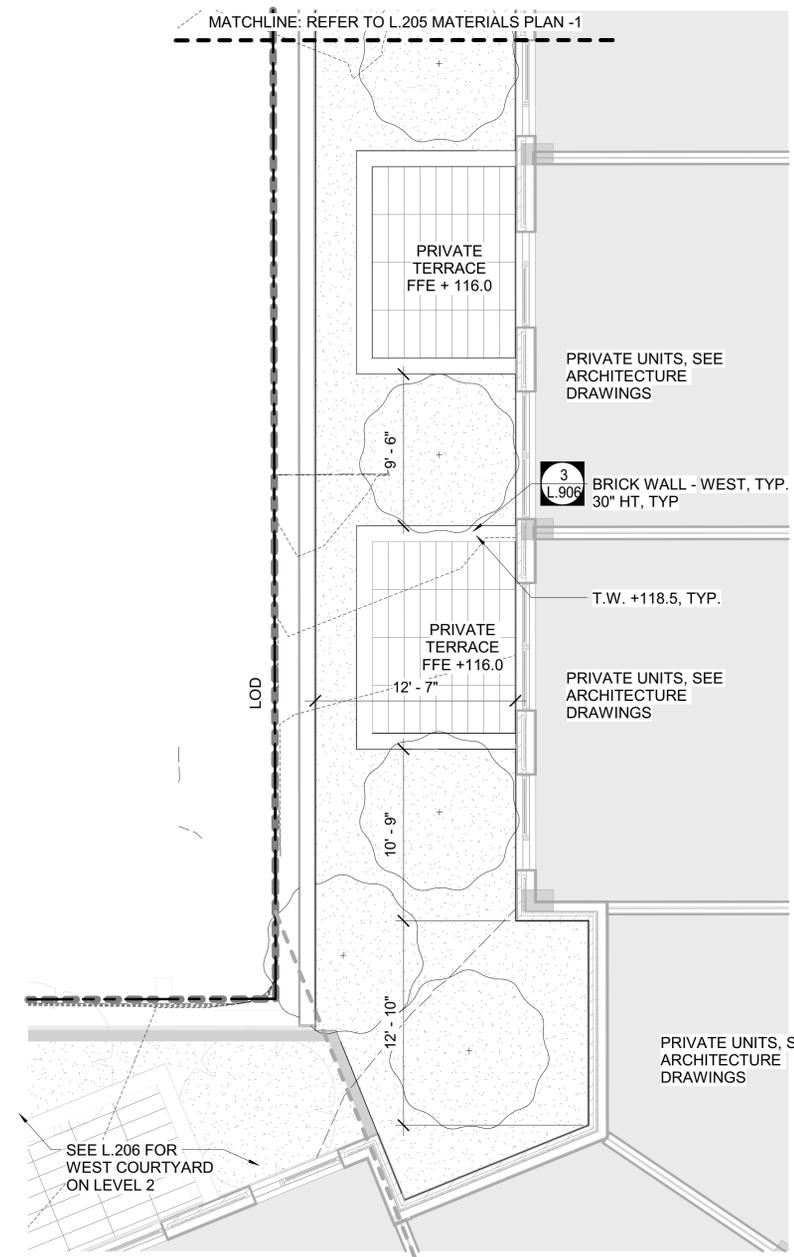 MATCHLINE: REFER TO L.205 MATERIALS PLAN -1
PRIVATE
TERRACE
FFE + 116.0
PRIVATE UNITS, SEE
ARCHITECTURE
DRAWINGS
9' - 6"
3
L.906
BRICK WALL - WEST, TYP.
30" HT, TYP
T.W. +118.5, TYP.
PRIVATE
TERRACE
FFE +116.0
12' - 7"
LOD
PRIVATE UNITS, SEE
ARCHITECTURE
DRAWINGS
10' - 9"
12' - 10"
PRIVATE UNITS, S
ARCHITECTURE
DRAWINGS
SEE L.206 FOR
WEST COURTYARD
ON LEVEL 2